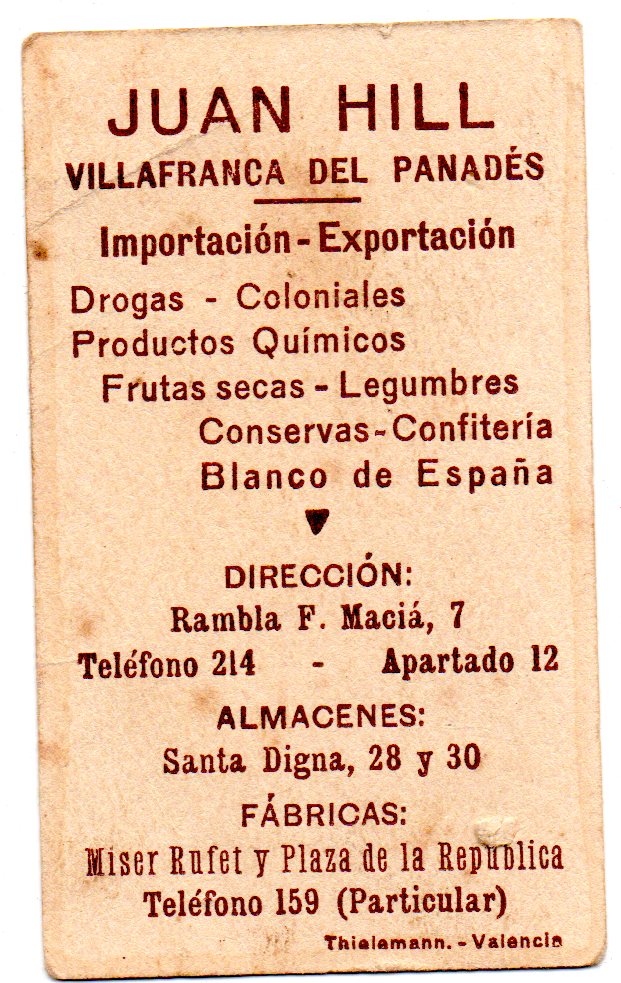 JUAN HILL
VILLAFRANCA DEL PANADÉS
Importación - Exportación
Drogas - Coloniales
Productos Químicos
Frutas secas - Legumbres
Conservas - Confitería
Blanco de España
DIRECCIÓN:
Rambla F. Maciá, 7
Teléfono 214 - Apartado 12
ALMACENES:
Santa Digna, 28 y 30
FÁBRICAS:
Miser Rufet y Plaza de la República
Teléfono 159 (Particular)
Thielemann. - Valencia